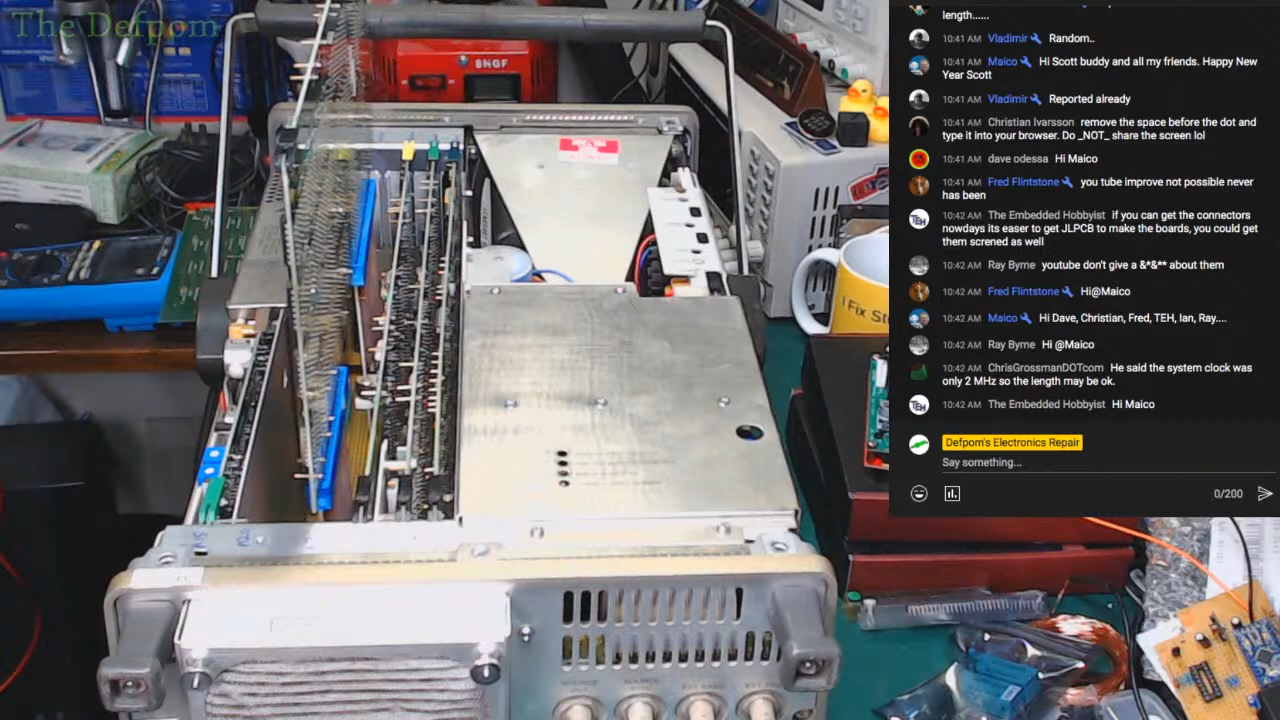 The Defpom
SNGF
I Fix St
length......
10:41 AM Vladimir Random..
10:41 AM Maico Hi Scott buddy and all my friends. Happy New
Year Scott
10:41 AM Vladimir Reported already
10:41 AM Christian Ivarsson remove the space before the dot and
type it into your browser. Do _NOT_ share the screen lol
10:41 AM dave odessa Hi Maico
10:41 AM Fred Flintstone you tube improve not possible never
has been
10:42 AM The Embedded Hobbyist if you can get the connectors
nowdays its easer to get JLPCB to make the boards, you could get
them screned as well
10:42 AM Ray Byrne youtube don't give a &*&** about them
10:42 AM Fred Flintstone Hi@Maico
10:42 AM Maico Hi Dave, Christian, Fred, TEH, Ian, Ray....
10:42 AM Ray Byrne Hi @Maico
10:42 AM ChrisGrossmanDOTcom He said the system clock was
only 2 MHz so the length may be ok.
10:42 AM The Embedded Hobbyist Hi Maico
Defpom's Electronics Repair
Say something...
0/200